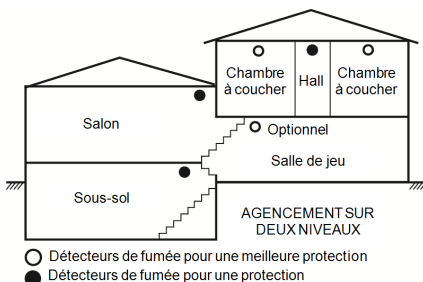 Chambre
à coucher
Hall
Chambre
à coucher
Salon
Optionnel
Salle de jeu
Sous-sol
AGENCEMENT SUR
DEUX NIVEAUX
Détecteurs de fumée pour une meilleure protection
Détecteurs de fumée pour une protection